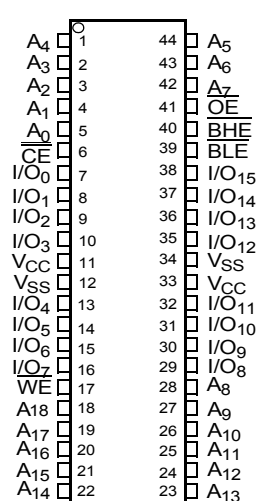 A4 1 44 A5
A3 2 43 A6
A2 3 42 A7
A1 4 41 OE
A0 5 40 BHE
CE 6 39 BLE
I/O0 7 38 I/O15
I/O1 8 37 I/O14
I/O2 9 36 I/O13
I/O3 10 35 I/O12
VCC 11 34 VSS
VSS 12 33 VCC
I/O4 13 32 I/O11
I/O5 14 31 I/O10
I/O6 15 30 I/O9
I/O7 16 29 I/O8
WE 17 28 A8
A18 18 27 A9
A17 19 26 A10
A16 20 25 A11
A15 21 24 A12
A14 22 23 A13